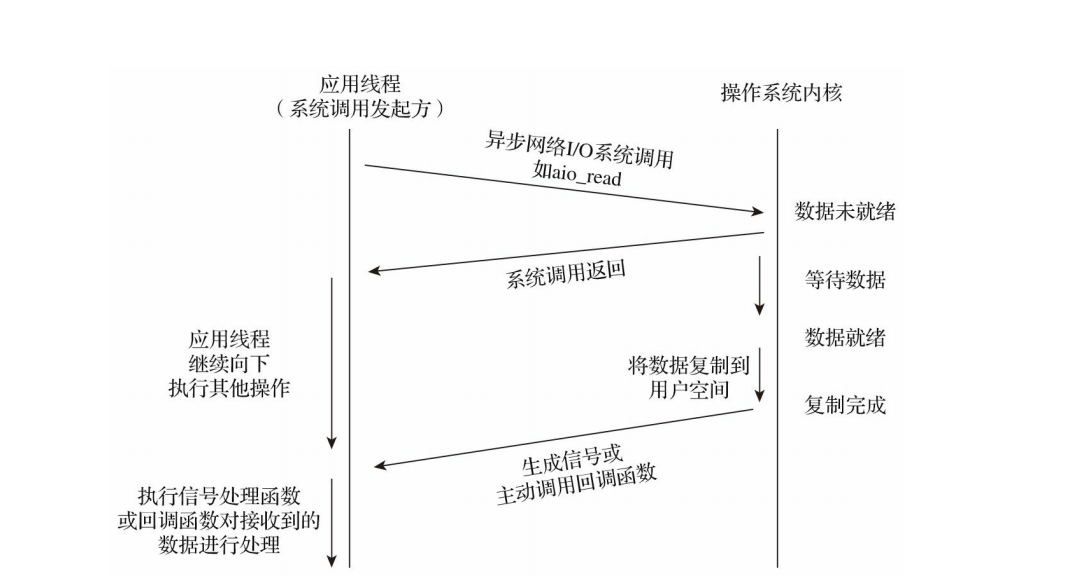 应用线程
（系统调用发起方）
操作系统内核
异步网络I/O系统调用
如aio_read
数据未就绪
系统调用返回
等待数据
应用线程
继续向下
执行其他操作
数据就绪
将数据复制到
用户空间
复制完成
生成信号或
主动调用回调函数
执行信号处理函数
或回调函数对接收到的
数据进行处理